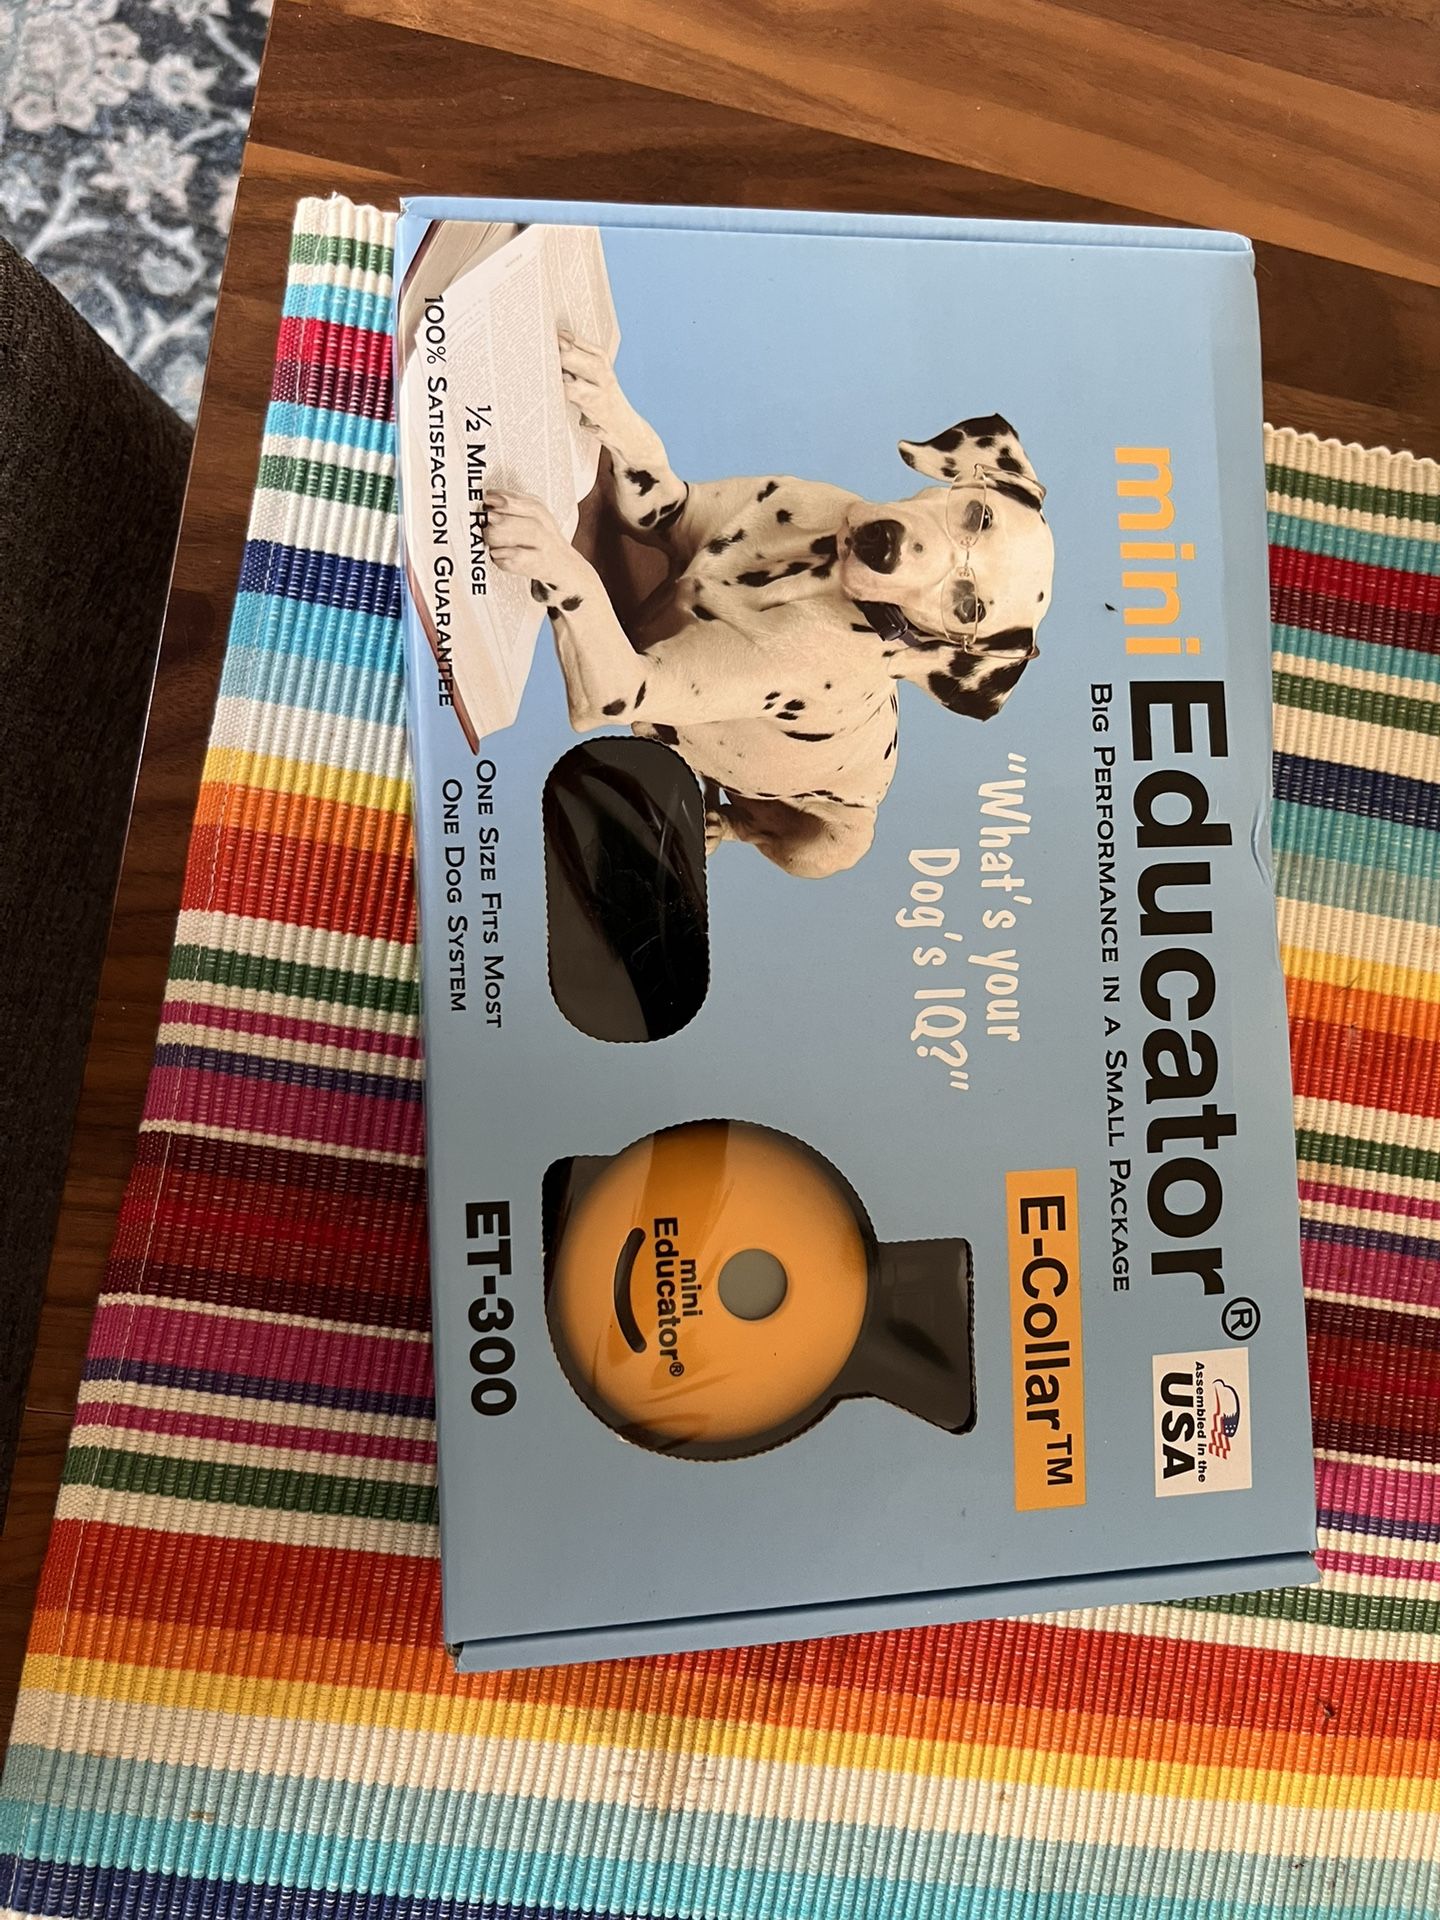 mini Educator®
BIG PERFORMANCE IN A SMALL PACKAGE
Assembled in the
USA
E-Collar™
"What's your
Dog's IQ?"
mini
Educator®
½ MILE RANGE
100% SATISFACTION GUARANTEE
ONE SIZE FITS MOST
ONE DOG SYSTEM
ET-300